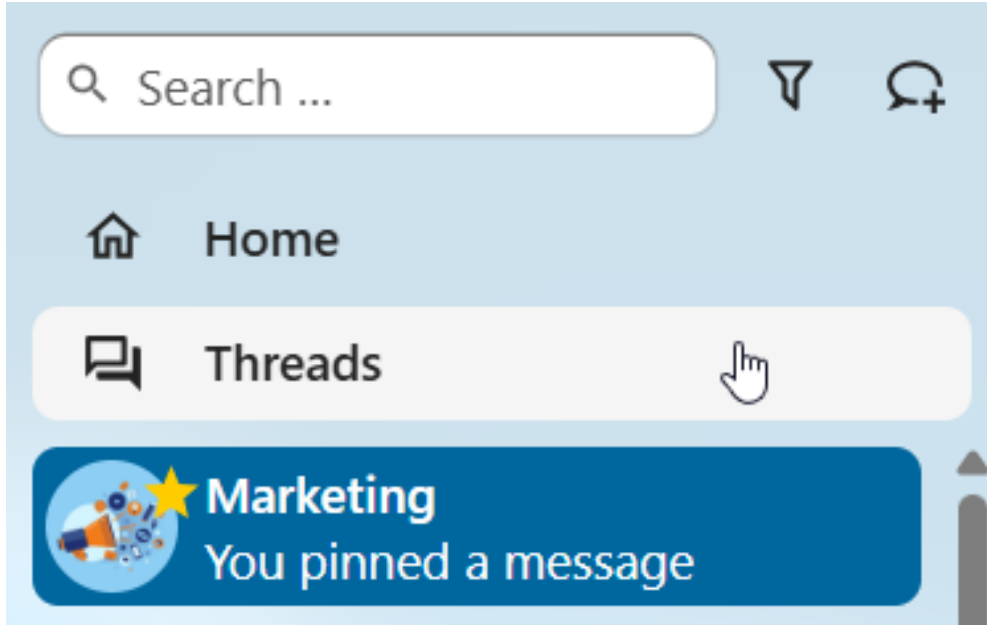 Search ...
Home
Threads
Marketing
You pinned a message